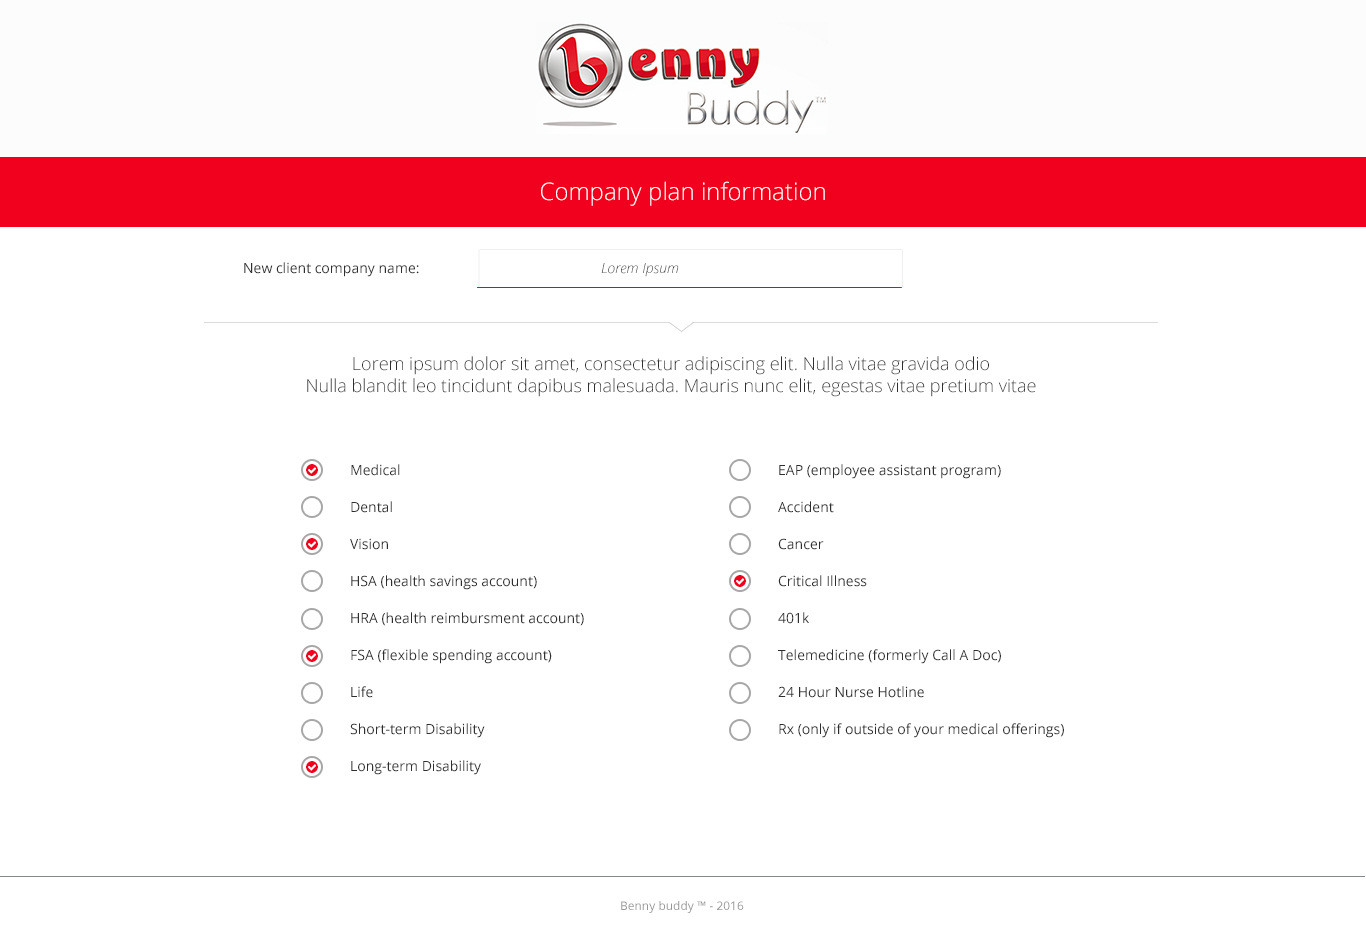 benny
Buddy™
Company plan information
New client company name:
Lorem Ipsum
Lorem ipsum dolor sit amet, consectetur adipiscing elit. Nulla vitae gravida odio
Nulla blandit leo tincidunt dapibus malesuada. Mauris nunc elit, egestas vitae pretium vitae
Medical
Dental
Vision
HSA (health savings account)
HRA (health reimbursment account)
FSA (flexible spending account)
Life
Short-term Disability
Long-term Disability
EAP (employee assistant program)
Accident
Cancer
Critical Illness
401k
Telemedicine (formerly Call A Doc)
24 Hour Nurse Hotline
Rx (only if outside of your medical offerings)
Benny buddy ™ - 2016